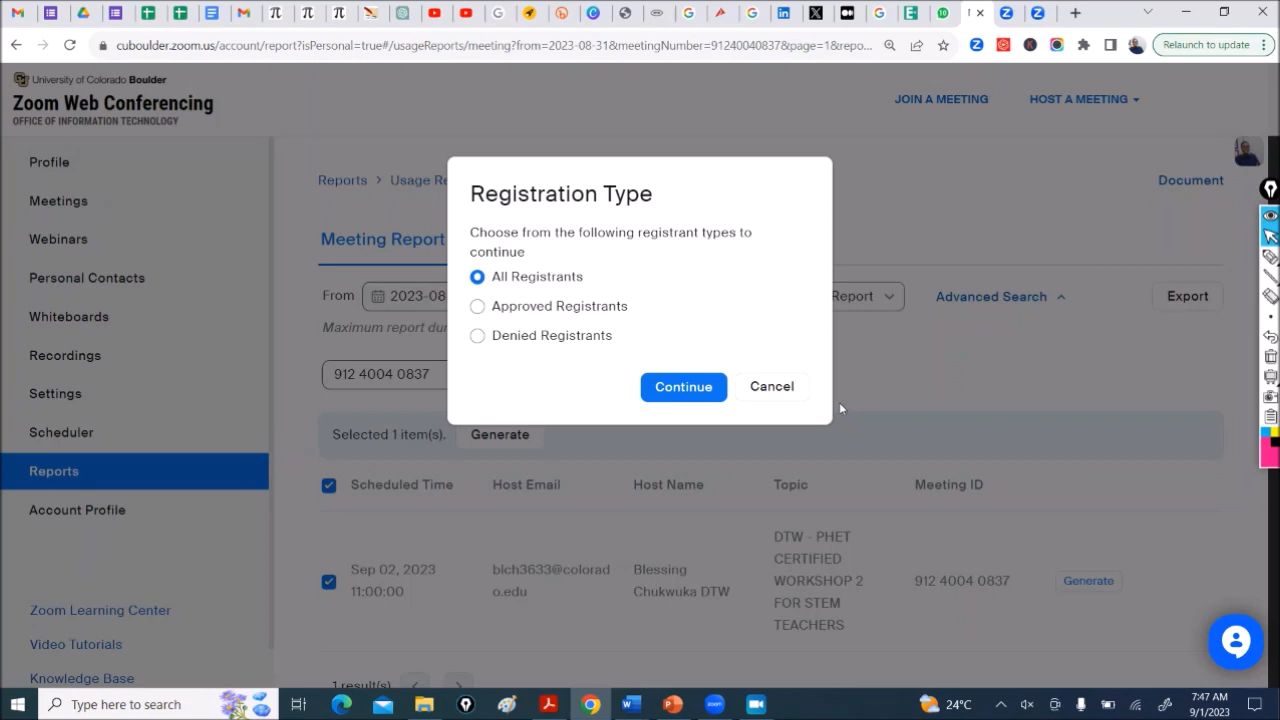 cuboulder.zoom.us/account/report?isPersonal=true#/usageReports/meeting?from=2023-08-31&meetingNumber=91240040837&page=1&repo...
Relaunch to update
University of Colorado Boulder
Zoom Web Conferencing
OFFICE OF INFORMATION TECHNOLOGY
JOIN A MEETING
HOST A MEETING
Profile
Meetings
Webinars
Personal Contacts
Whiteboards
Recordings
Settings
Scheduler
Reports
Account Profile
Zoom Learning Center
Video Tutorials
Knowledge Base
Reports > Usage Re
Document
Meeting Report
From 2023-08
Report
Advanced Search
Export
Maximum report du
912 4004 0837
Registration Type
Choose from the following registrant types to
continue
All Registrants
Approved Registrants
Denied Registrants
Continue
Cancel
Selected 1 item(s).
Generate
Scheduled Time
Host Email
Host Name
Topic
Meeting ID
Sep 02, 2023
11:00:00
blch3633@colorad
o.edu
Blessing
Chukwuka DTW
DTW - PHET
CERTIFIED
WORKSHOP 2
FOR STEM
TEACHERS
912 4004 0837
Generate
1 result(s)
Type here to search
24°C
7:47 AM
9/1/2023